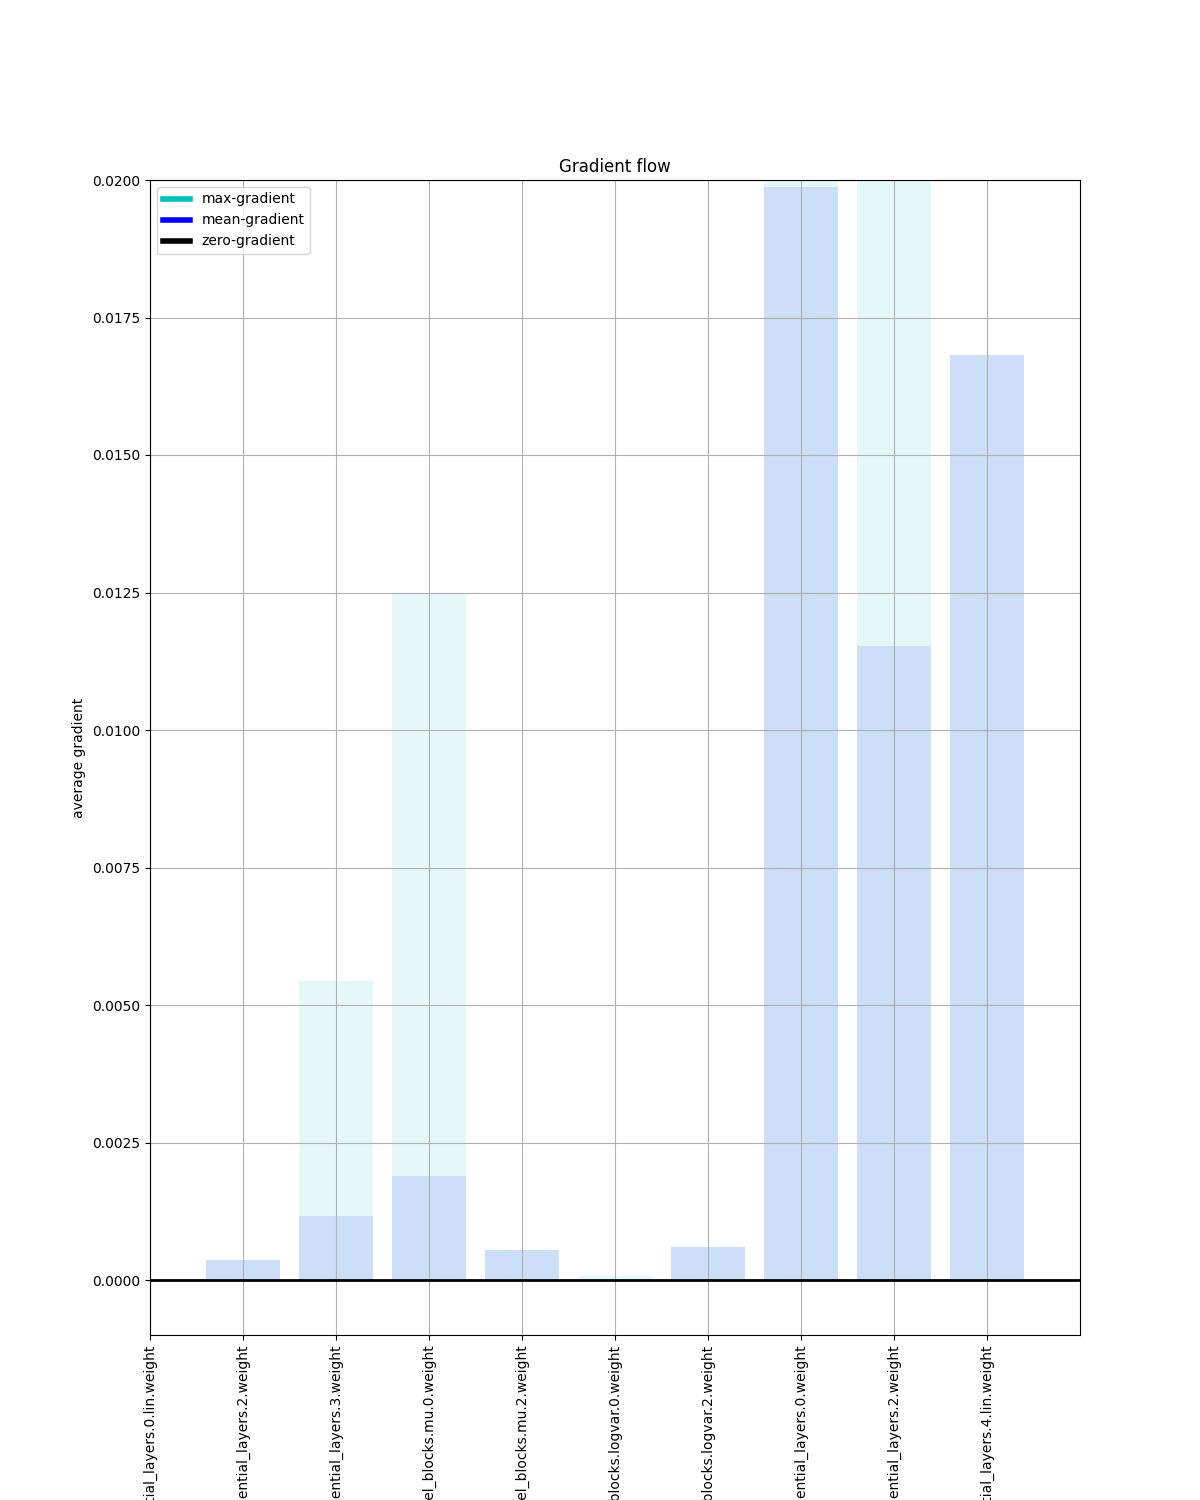 Gradient flow
max-gradient
mean-gradient
zero-gradient
0.0200
0.0175
0.0150
0.0125
0.0100
0.0075
0.0050
0.0025
0.0000
average gradient
tial_layers.0.lin.weight
ential_layers.2.weight
ential_layers.3.weight
el_blocks.mu.0.weight
el_blocks.mu.2.weight
blocks.logvar.0.weight
blocks.logvar.2.weight
ential_layers.0.weight
ential_layers.2.weight
tial_layers.4.lin.weight